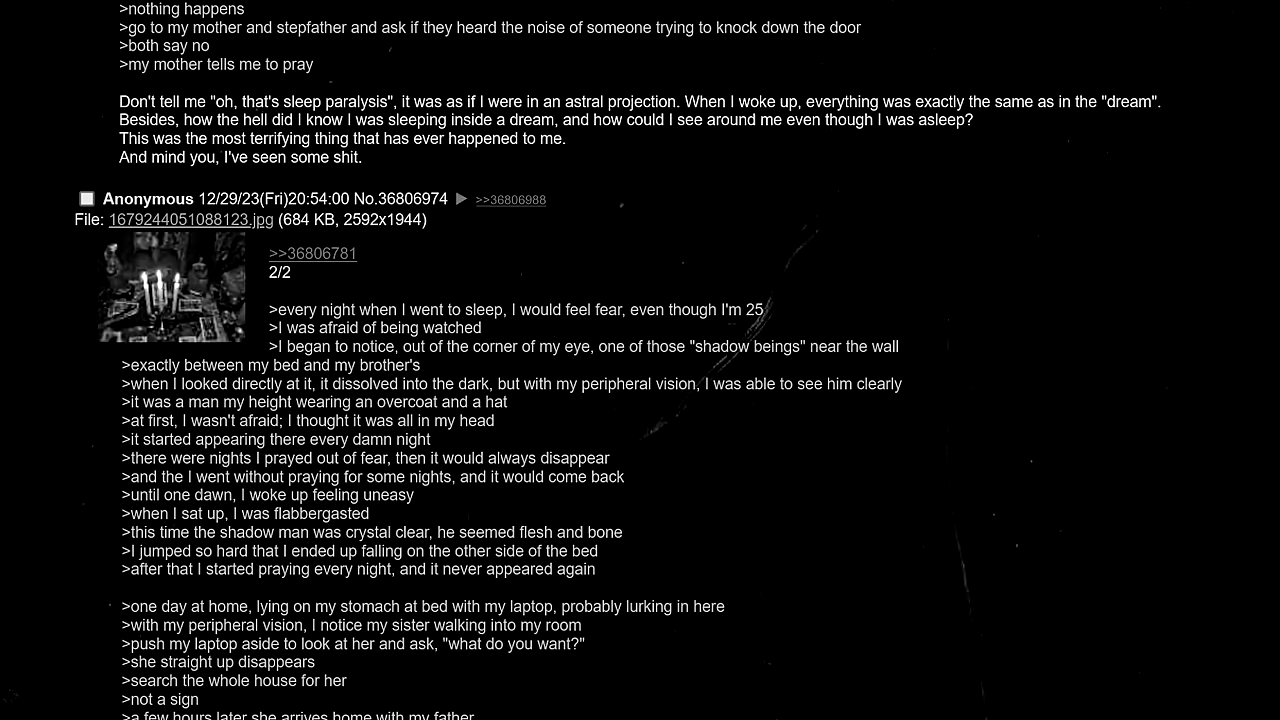 >nothing happens
>go to my mother and stepfather and ask if they heard the noise of someone trying to knock down the door
>both say no
>my mother tells me to pray
Don't tell me "oh, that's sleep paralysis", it was as if I were in an astral projection. When I woke up, everything was exactly the same as in the "dream".
Besides, how the hell did I know I was sleeping inside a dream, and how could I see around me even though I was asleep?
This was the most terrifying thing that has ever happened to me.
And mind you, I've seen some shit.
Anonymous 12/29/23(Fri)20:54:00 No.36806974 ▶ >>36806988
File: 1679244051088123.jpg (684 KB, 2592x1944)
>>36806781
2/2
>every night when I went to sleep, I would feel fear, even though I'm 25
>I was afraid of being watched
>I began to notice, out of the corner of my eye, one of those "shadow beings" near the wall
>exactly between my bed and my brother's
>when I looked directly at it, it dissolved into the dark, but with my peripheral vision, I was able to see him clearly
>it was a man my height wearing an overcoat and a hat
>at first, I wasn't afraid; I thought it was all in my head
>it started appearing there every damn night
>there were nights I prayed out of fear, then it would always disappear
>and the I went without praying for some nights, and it would come back
>until one dawn, I woke up feeling uneasy
>when I sat up, I was flabbergasted
>this time the shadow man was crystal clear, he seemed flesh and bone
>I jumped so hard that I ended up falling on the other side of the bed
>after that I started praying every night, and it never appeared again
>one day at home, lying on my stomach at bed with my laptop, probably lurking in here
>with my peripheral vision, I notice my sister walking into my room
>push my laptop aside to look at her and ask, "what do you want?"
>she straight up disappears
>search the whole house for her
>not a sign
>a few hours later she arrives home with my father